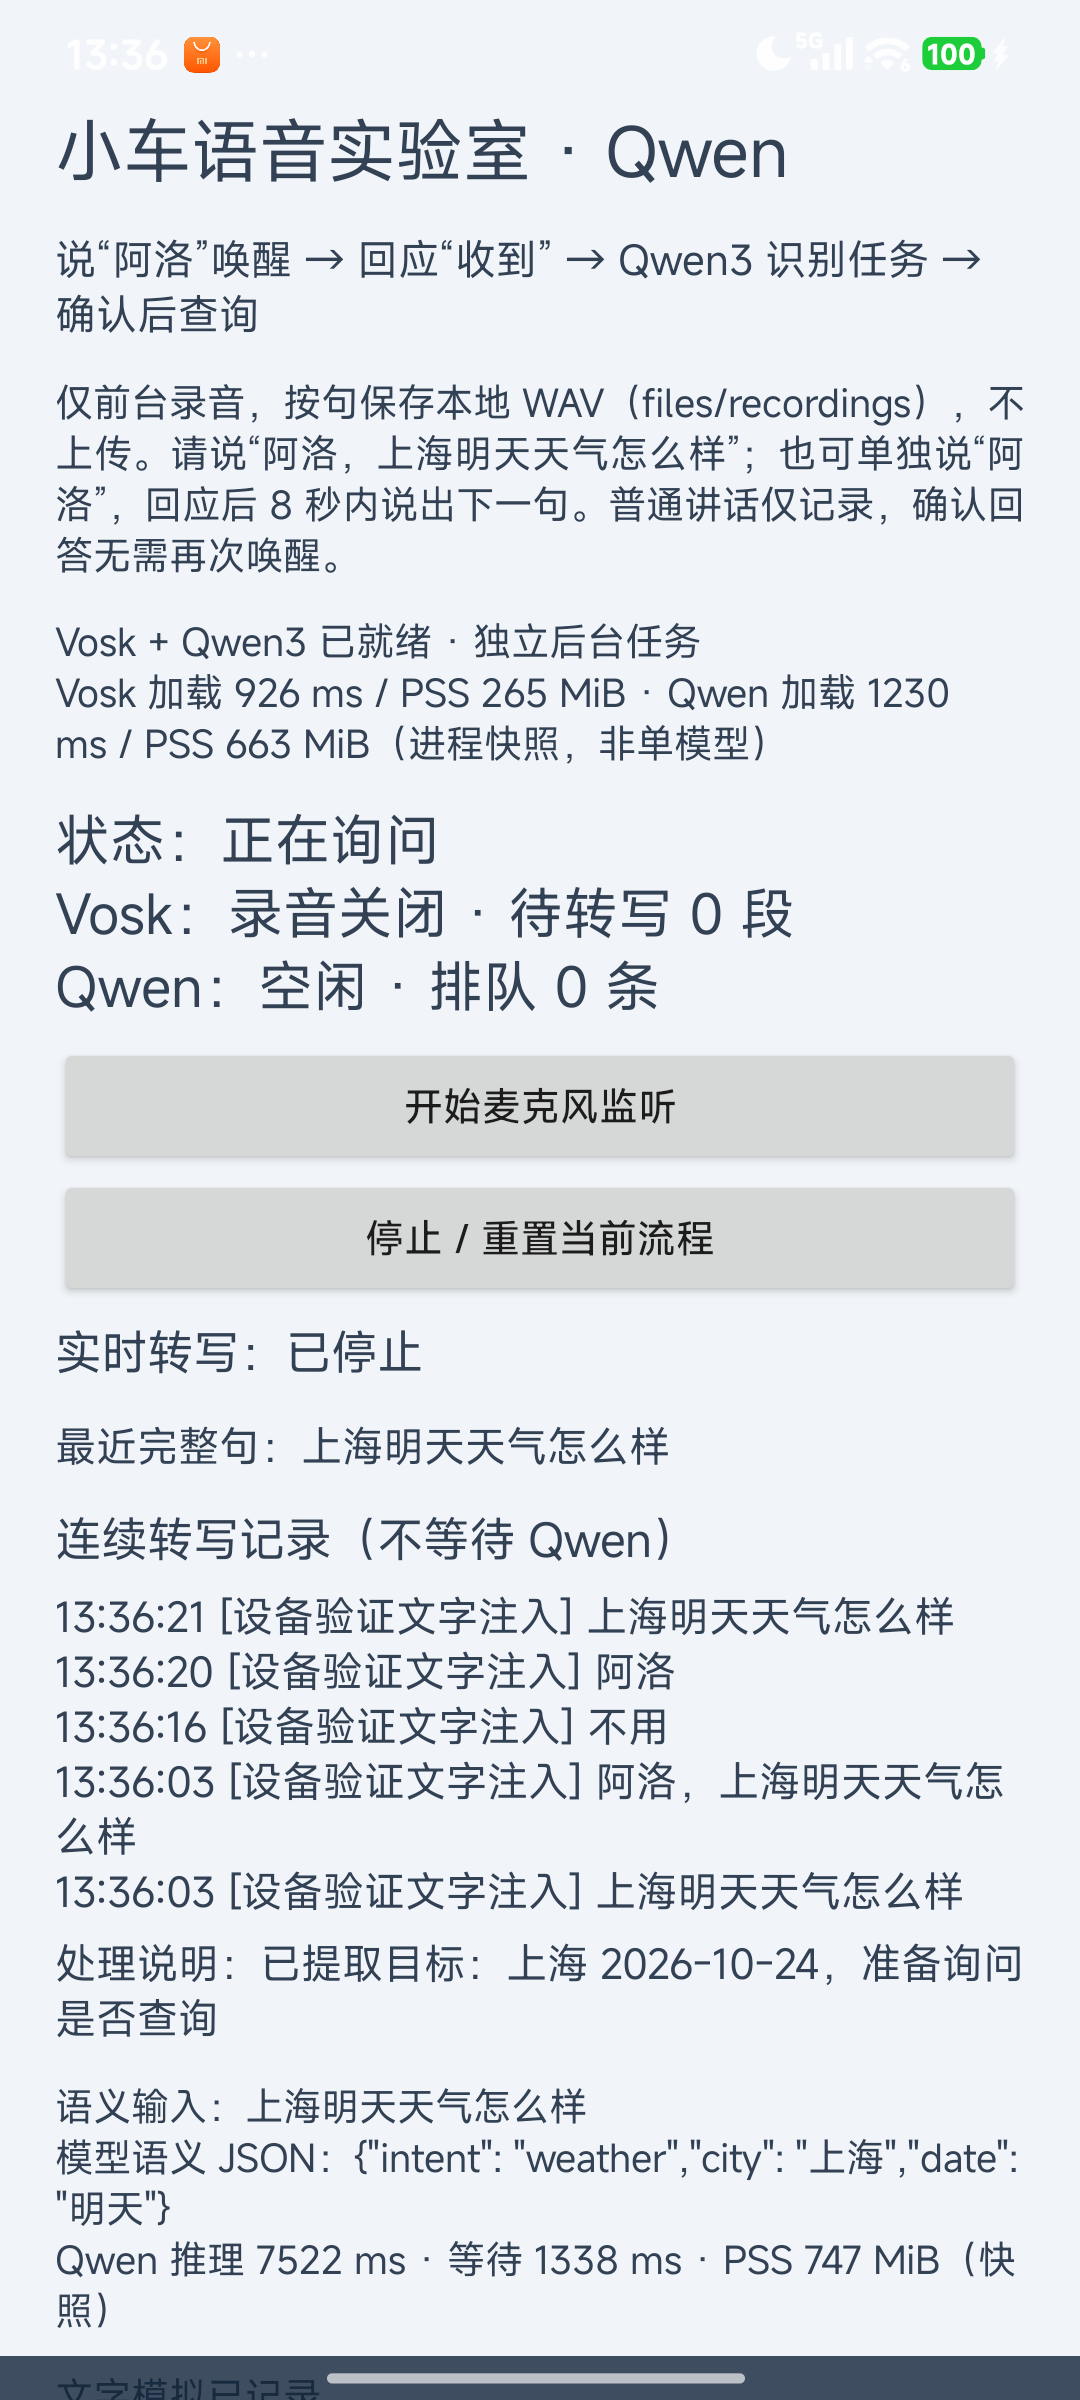 13:36
5G
6
100
小车语音实验室 · Qwen
说“阿洛”唤醒 → 回应“收到” → Qwen3 识别任务 →
确认后查询
仅前台录音，按句保存本地 WAV（files/recordings），不
上传。请说“阿洛，上海明天天气怎么样”；也可单独说“阿
洛”，回应后 8 秒内说出下一句。普通讲话仅记录，确认回
答无需再次唤醒。
Vosk + Qwen3 已就绪 · 独立后台任务
Vosk 加载 926 ms / PSS 265 MiB · Qwen 加载 1230
ms / PSS 663 MiB（进程快照，非单模型）
状态：正在询问
Vosk：录音关闭 · 待转写 0 段
Qwen：空闲 · 排队 0 条
开始麦克风监听
停止 / 重置当前流程
实时转写：已停止
最近完整句：上海明天天气怎么样
连续转写记录（不等待 Qwen）
13:36:21 [设备验证文字注入] 上海明天天气怎么样
13:36:20 [设备验证文字注入] 阿洛
13:36:16 [设备验证文字注入] 不用
13:36:03 [设备验证文字注入] 阿洛，上海明天天气怎
么样
13:36:03 [设备验证文字注入] 上海明天天气怎么样
处理说明：已提取目标：上海 2026-10-24，准备询问
是否查询
语义输入：上海明天天气怎么样
模型语义 JSON：{"intent": "weather","city": "上海","date":
"明天"}
Qwen 推理 7522 ms · 等待 1338 ms · PSS 747 MiB（快
照）
文字模拟已记录